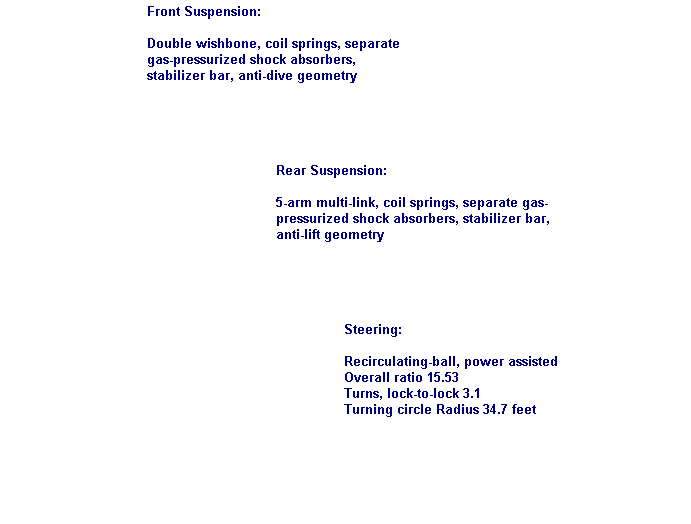 Front Suspension:
Double wishbone, coil springs, separate
gas-pressurized shock absorbers,
stabilizer bar, anti-dive geometry
Rear Suspension:
5-arm multi-link, coil springs, separate gas-
pressurized shock absorbers, stabilizer bar,
anti-lift geometry
Steering:
Recirculating-ball, power assisted
Overall ratio 15.53
Turns, lock-to-lock 3.1
Turning circle Radius 34.7 feet